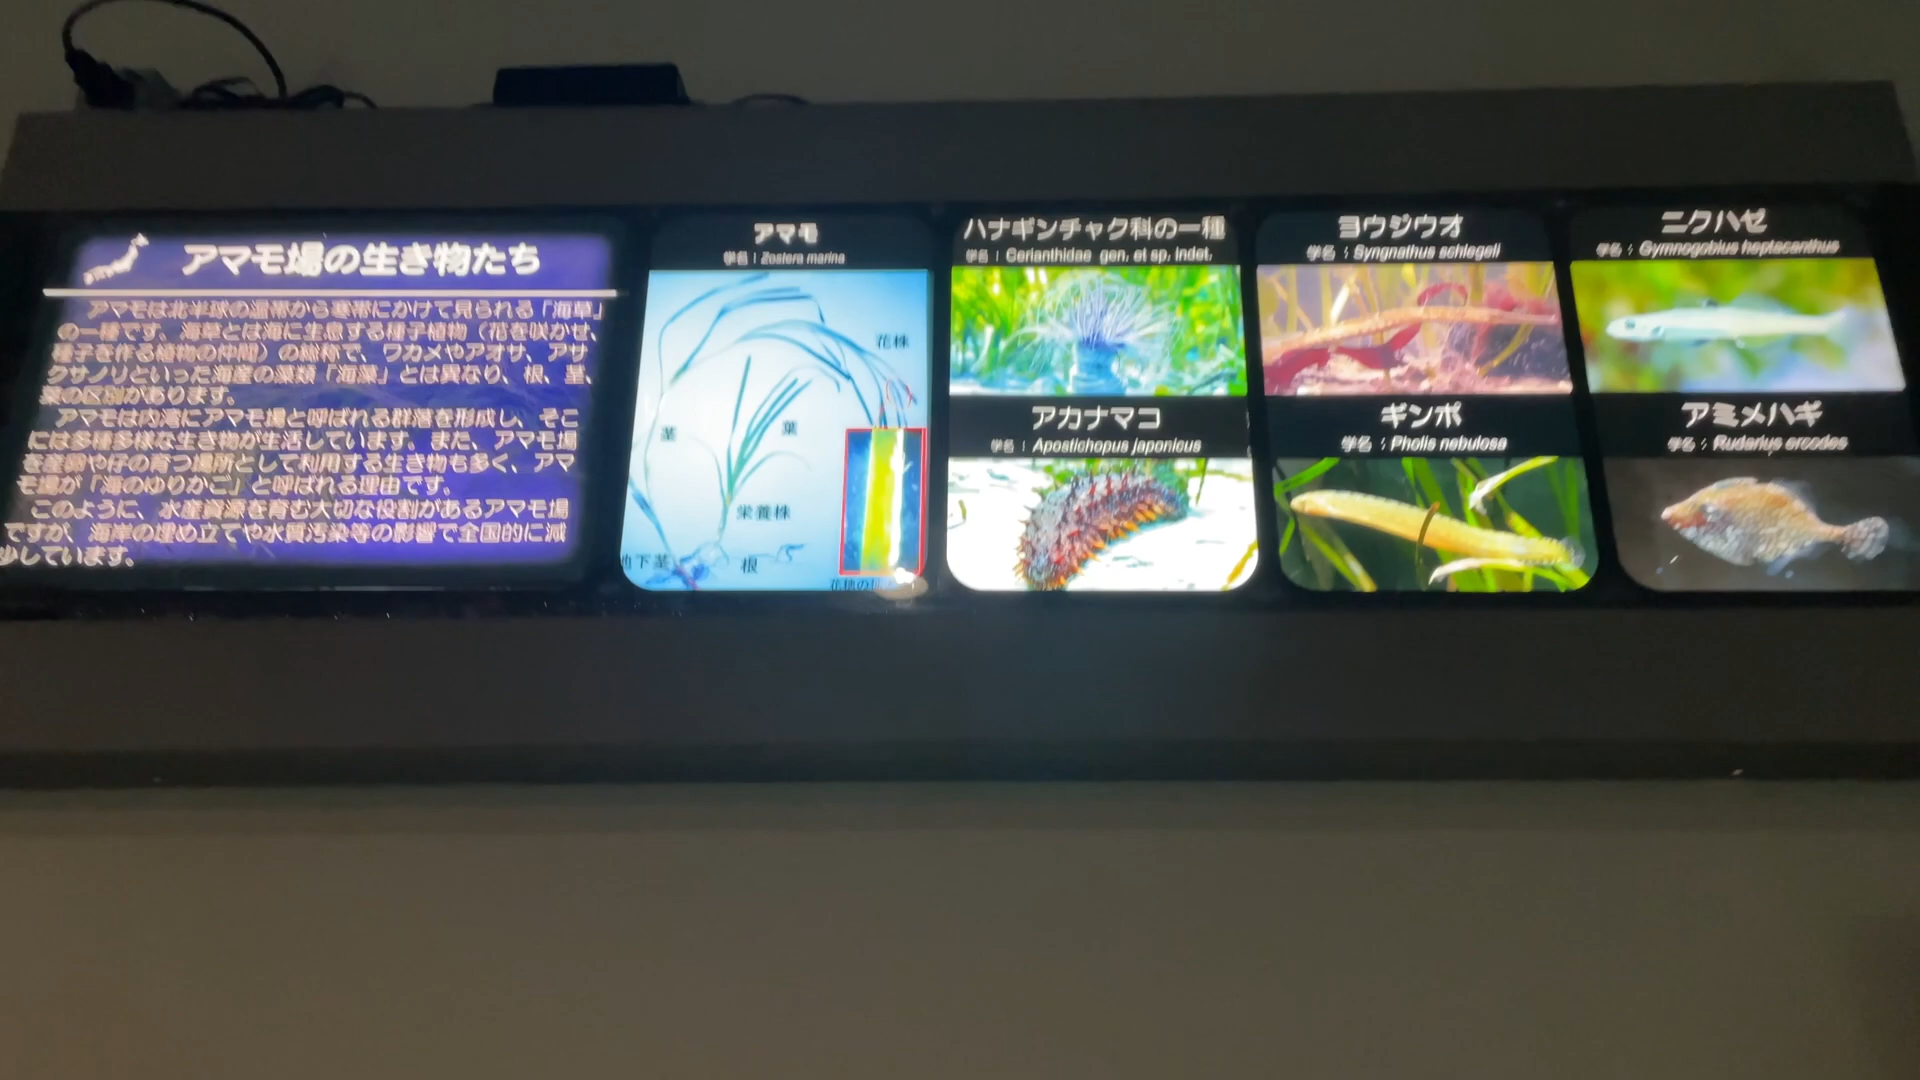 アマモ場の生き物たち
アマモは北半球の温帯から寒帯にかけて見られる「海草」
の一種です。海草とは海に生息する種子植物（花を咲かせ、
種子を作る植物の仲間）の総称で、ワカメやアオサ、アサ
クサノリといった海産の藻類「海藻」とは異なり、根、茎、
葉の区別があります。
アマモは内湾にアマモ場と呼ばれる群落を形成し、そこ
には多種多様な生き物が生活しています。また、アマモ場
を産卵や仔の育つ場所として利用する生き物も多く、アマ
モ場が「海のゆりかご」と呼ばれる理由です。
このように、水産資源を育む大切な役割があるアマモ場
ですが、海岸の埋め立てや水質汚染等の影響で全国的に減
少しています。
アマモ
学名：Zostera marina
花株
茎
葉
栄養株
地下茎
根
ハナギンチャク科の一種
学名：Cerianthidae gen. et sp. indet.
アカナマコ
学名：Apostichopus japonicus
ヨウジウオ
学名：Syngnathus schlegeli
ギンポ
学名：Pholis nebulosa
ニクハゼ
学名：Gymnogobius heptacanthus
アミメハギ
学名：Rudarius ercodes